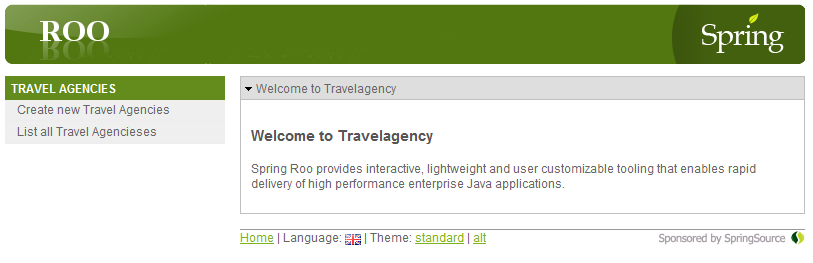 ROO
Spring
TRAVEL AGENCIES
Create new Travel Agencies
List all Travel Agencieses
Welcome to Travelagency
Welcome to Travelagency
Spring Roo provides interactive, lightweight and user customizable tooling that enables rapid
delivery of high performance enterprise Java applications.
Home | Language: | Theme: standard | alt
Sponsored by SpringSource